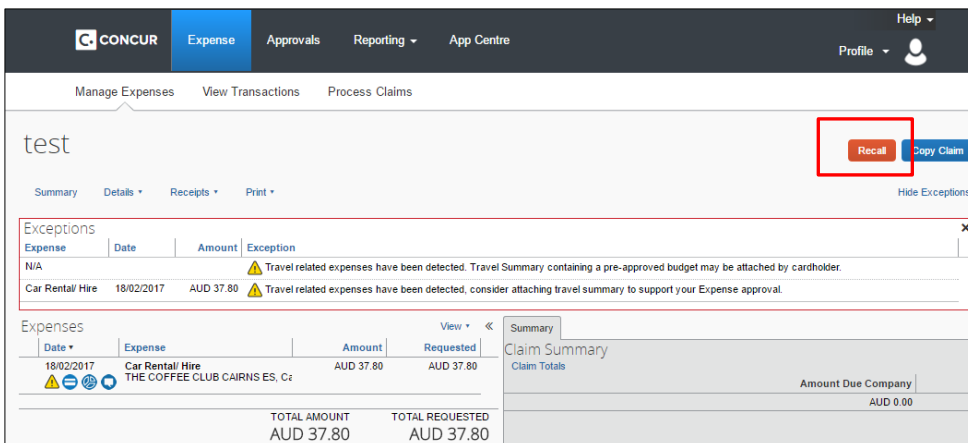 Help
C. CONCUR Expense Approvals Reporting App Centre
Profile
Manage Expenses View Transactions Process Claims
test
Recall Copy Claim
Summary Details Receipts Print Hide Exceptions
Exceptions
Expense Date Amount Exception
N/A Travel related expenses have been detected. Travel Summary containing a pre-approved budget may be attached by cardholder.
Car Rental/ Hire 18/02/2017 AUD 37.80 Travel related expenses have been detected, consider attaching travel summary to support your Expense approval.
Expenses View « Summary
Date Expense Amount Requested
Claim Summary
18/02/2017 Car Rental/ Hire AUD 37.80 AUD 37.80
Claim Totals
THE COFFEE CLUB CAIRNS ES, Ca
Amount Due Company
AUD 0.00
TOTAL AMOUNT TOTAL REQUESTED
AUD 37.80 AUD 37.80